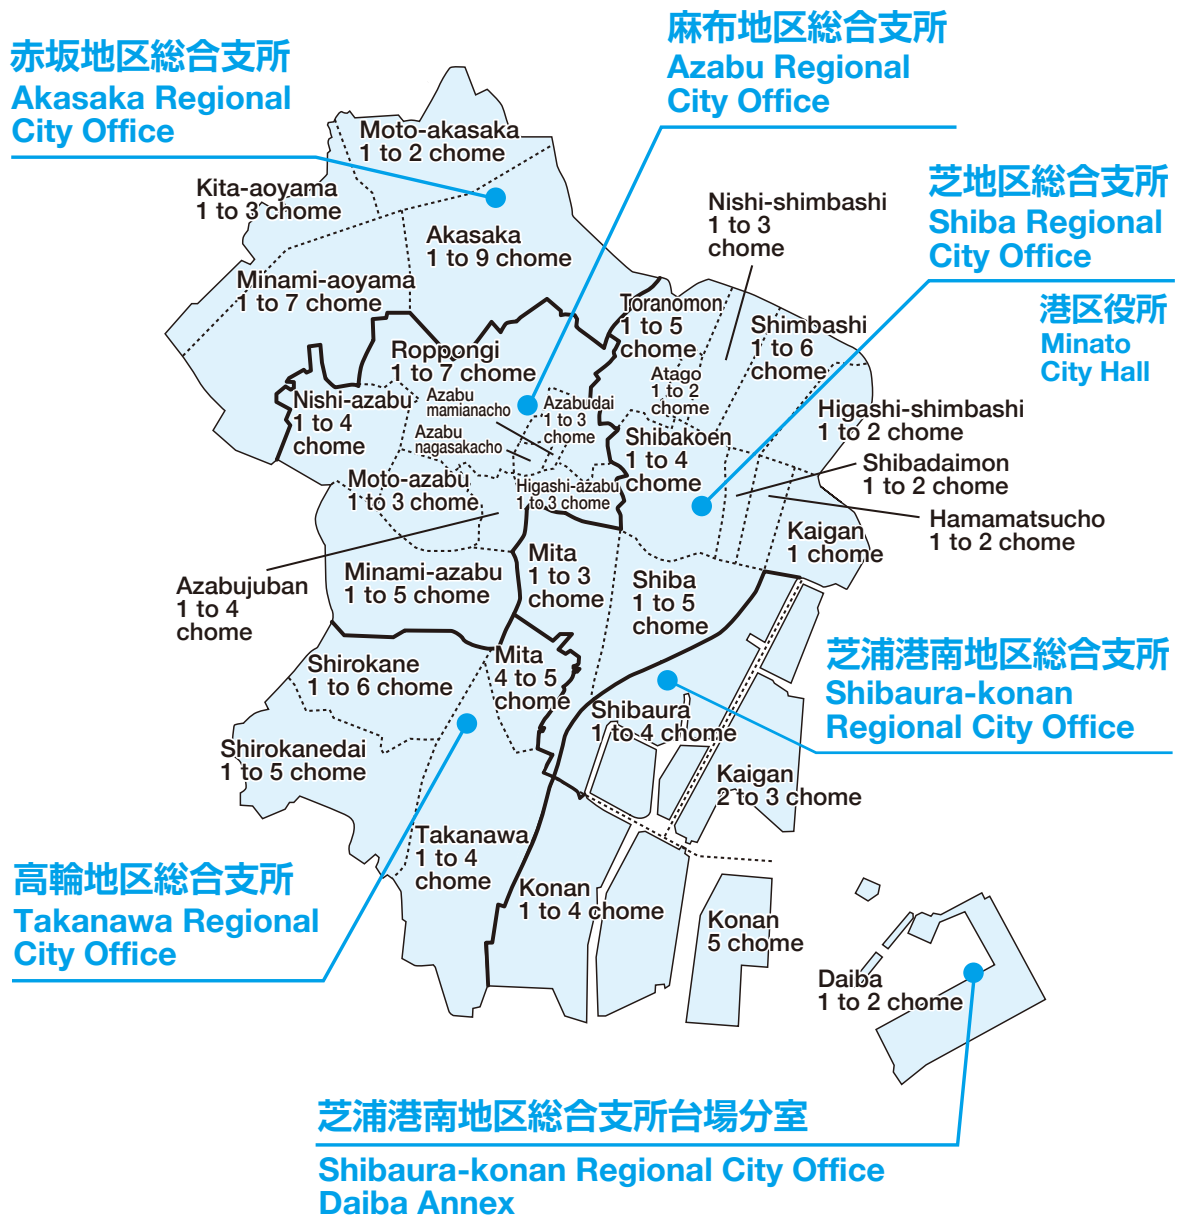 赤坂地区総合支所
Akasaka Regional
City Office
麻布地区総合支所
Azabu Regional
City Office
芝地区総合支所
Shiba Regional
City Office
港区役所
Minato
City Hall
Moto-akasaka
1 to 2 chome
Kita-aoyama
1 to 3 chome
Nishi-shimbashi
1 to 3
chome
Akasaka
1 to 9 chome
Minami-aoyama
1 to 7 chome
Toranomon
1 to 5
chome
Shimbashi
1 to 6
chome
Roppongi
1 to 7 chome
Atago
1 to 2
chome
Nishi-azabu
1 to 4
chome
Azabu
mamianacho
Azabudai
1 to 3
chome
Azabu
nagasakacho
Higashi-shimbashi
1 to 2 chome
Shibakoen
1 to 4
chome
Shibadaimon
1 to 2 chome
Moto-azabu
1 to 3 chome
Higashi-azabu
1 to 3 chome
Hamamatsucho
1 to 2 chome
Kaigan
1 chome
Azabujuban
1 to 4
chome
Minami-azabu
1 to 5 chome
Mita
1 to 3
chome
Shiba
1 to 5
chome
Shirokane
1 to 6 chome
Mita
4 to 5
chome
芝浦港南地区総合支所
Shibaura-konan
Regional City Office
Shibaura
1 to 4 chome
Shirokanedai
1 to 5 chome
Kaigan
2 to 3 chome
Takanawa
1 to 4
chome
高輪地区総合支所
Takanawa Regional
City Office
Konan
1 to 4 chome
Konan
5 chome
Daiba
1 to 2 chome
芝浦港南地区総合支所台場分室
Shibaura-konan Regional City Office
Daiba Annex